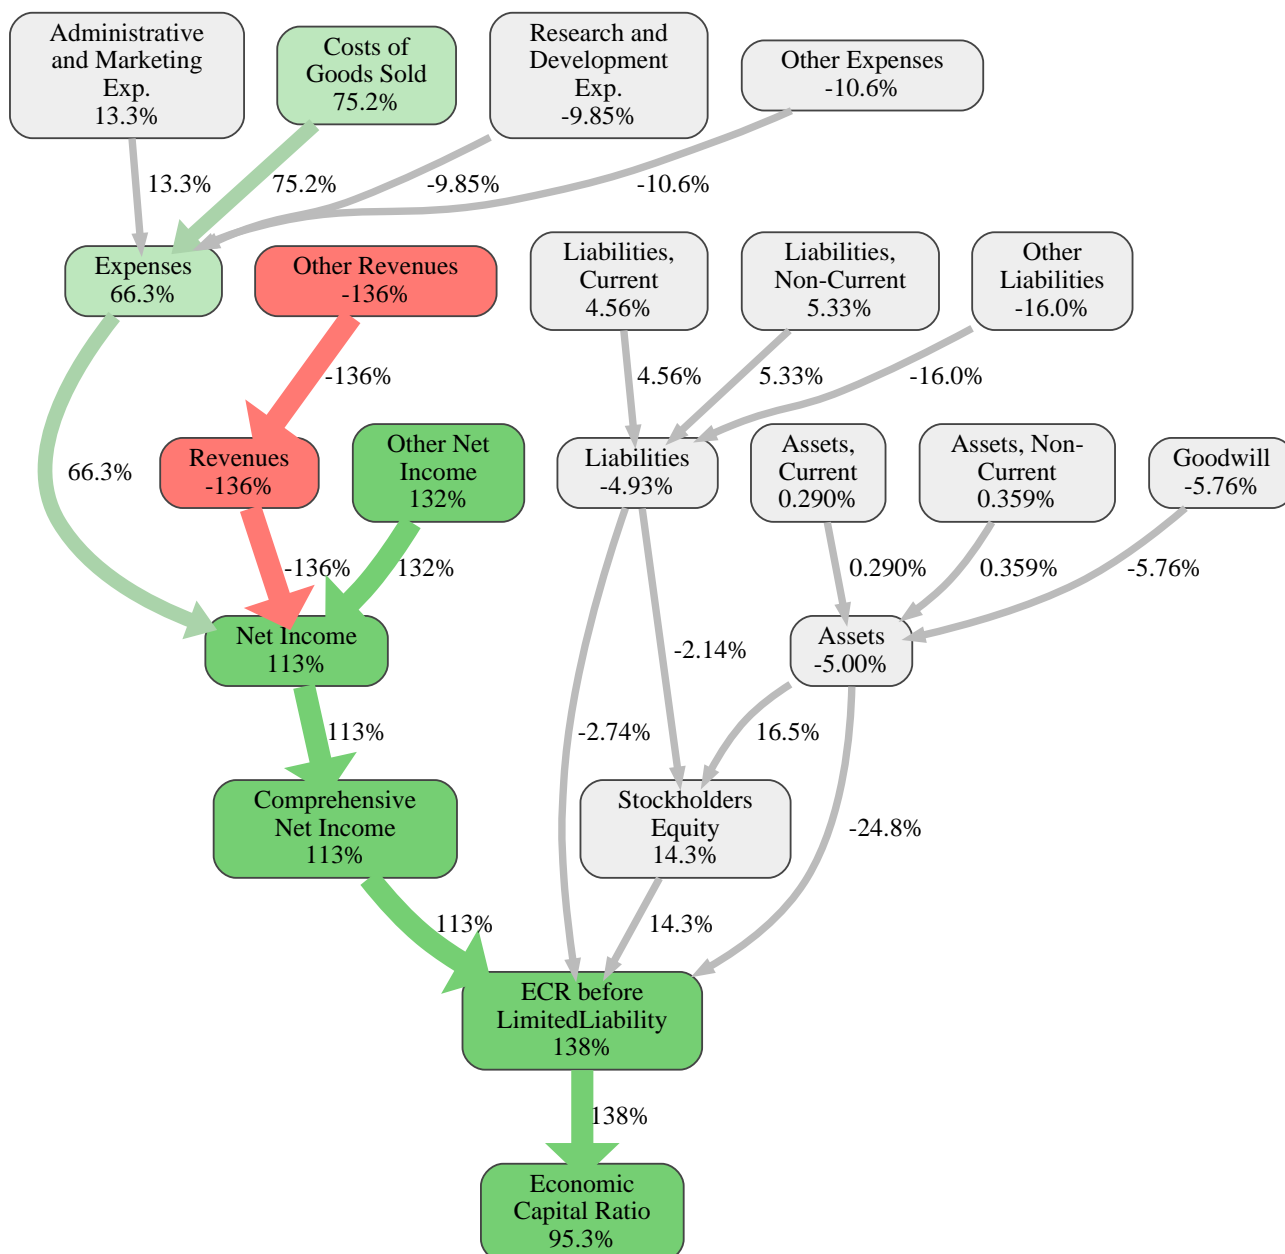 Administrative
and Marketing
Exp.
13.3%
Costs of
Goods Sold
75.2%
Research and
Development
Exp.
-9.85%
Other Expenses
-10.6%
13.3%
75.2%
-9.85%
-10.6%
Expenses
66.3%
Other Revenues
-136%
Liabilities,
Current
4.56%
Liabilities,
Non-Current
5.33%
Other
Liabilities
-16.0%
-136%
4.56%
5.33%
-16.0%
66.3%
Revenues
-136%
Other Net
Income
132%
Liabilities
-4.93%
Assets,
Current
0.290%
Assets, Non-
Current
0.359%
Goodwill
-5.76%
-136%
132%
0.290%
0.359%
-5.76%
Net Income
113%
-2.14%
Assets
-5.00%
113%
-2.74%
16.5%
-24.8%
Comprehensive
Net Income
113%
Stockholders
Equity
14.3%
113%
14.3%
ECR before
LimitedLiability
138%
138%
Economic
Capital Ratio
95.3%